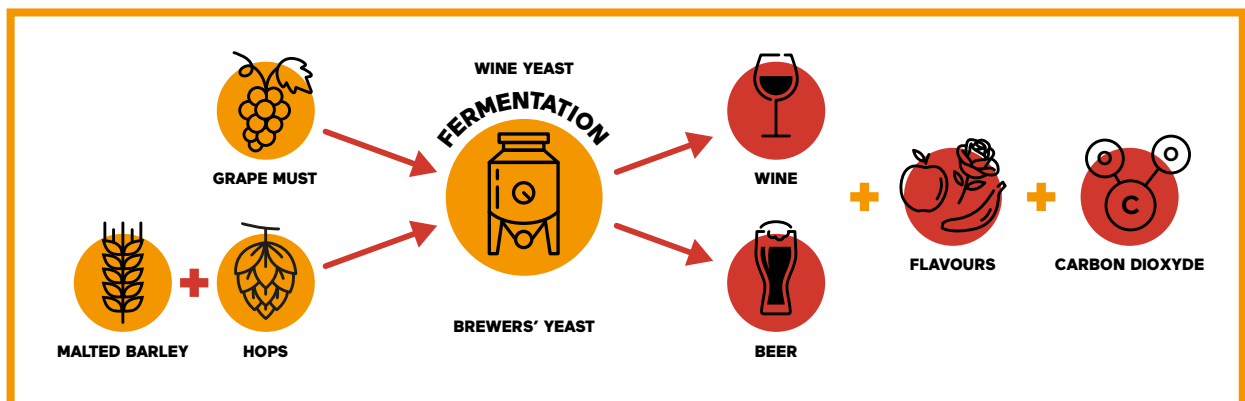 WINE YEAST
FERMENTATION
GRAPE MUST
WINE
MALTED BARLEY
HOPS
BREWERS' YEAST
BEER
FLAVOURS
CARBON DIOXYDE
O
O
C